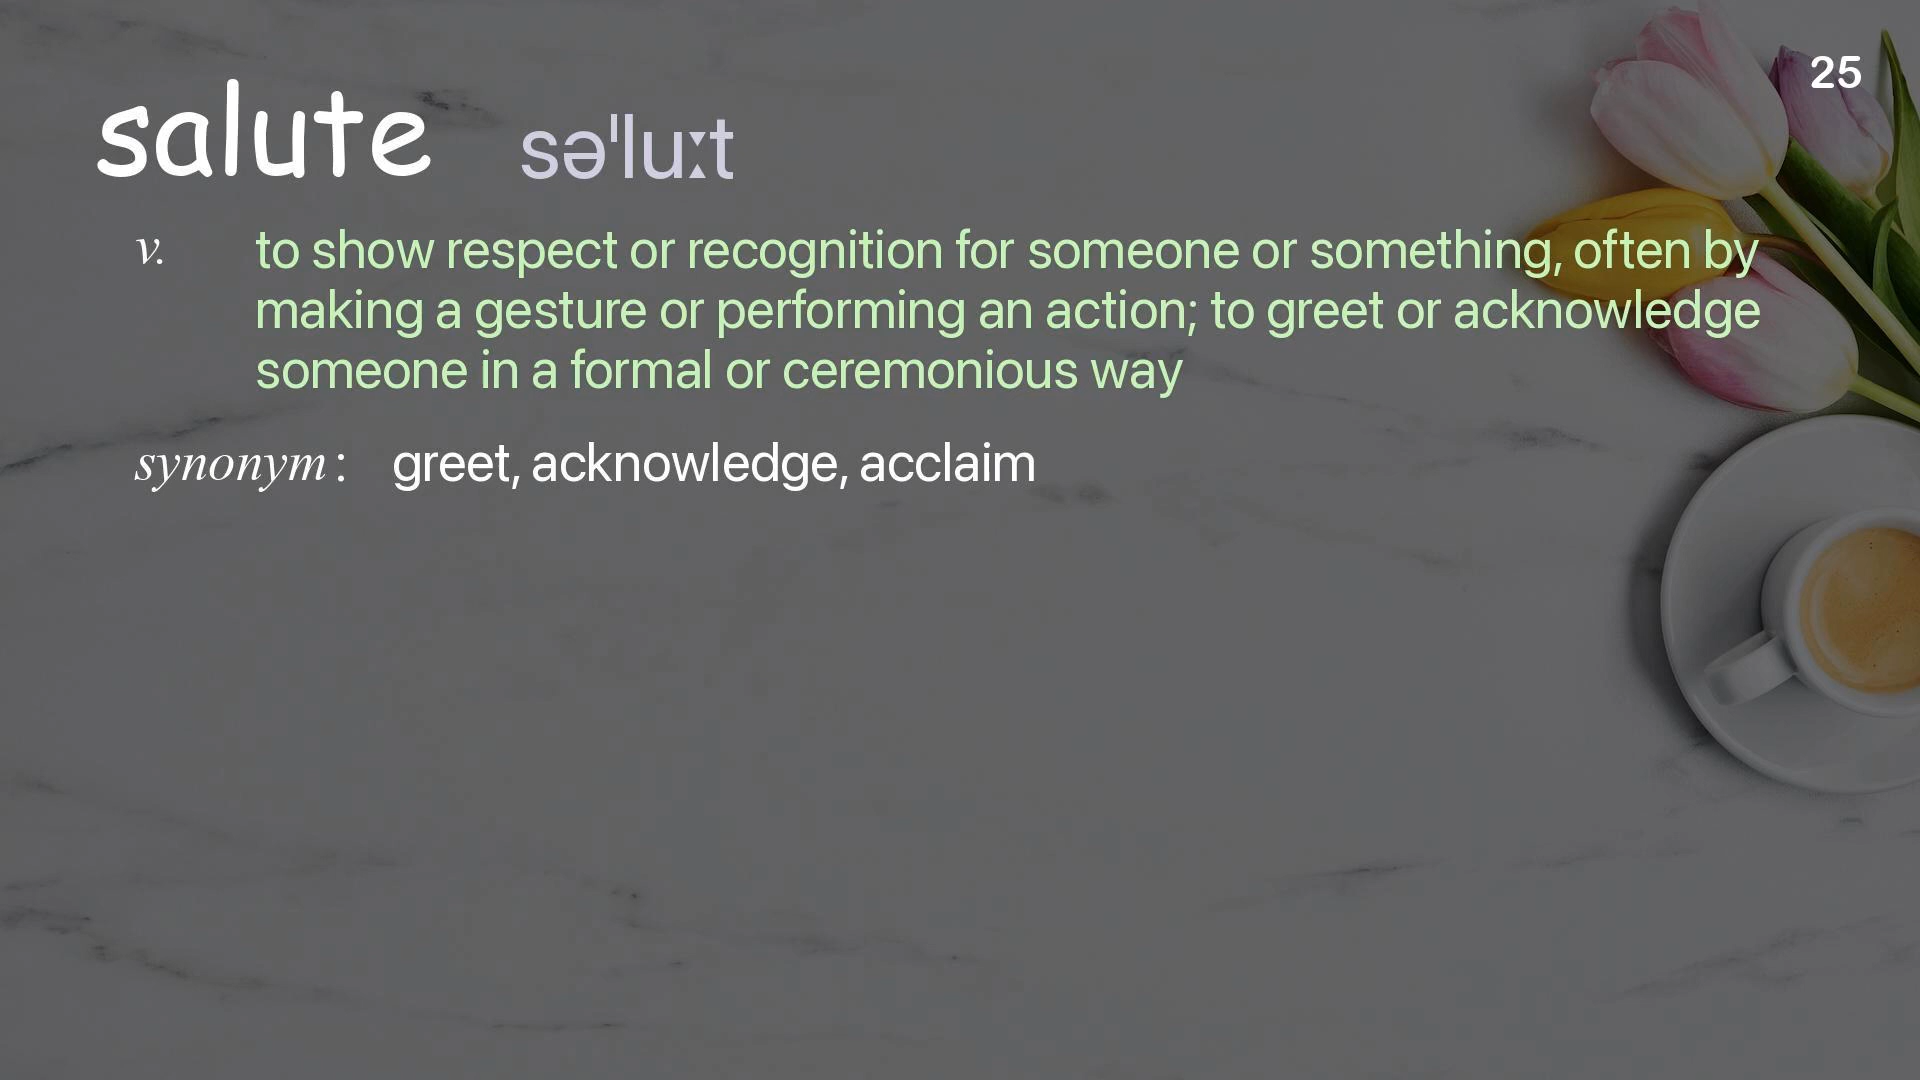 25
salute səˈluːt
v. to show respect or recognition for someone or something, often by
making a gesture or performing an action; to greet or acknowledge
someone in a formal or ceremonious way
synonym : greet, acknowledge, acclaim